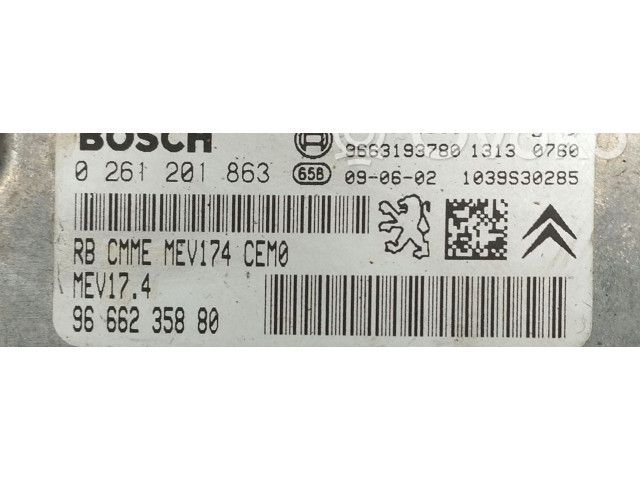 BOSCH
9663193780 1313 0760
0 261 201 863 658 09-06-02 1039S30285
RB CMME MEV174 CEM0
MEV17.4
96 662 358 80